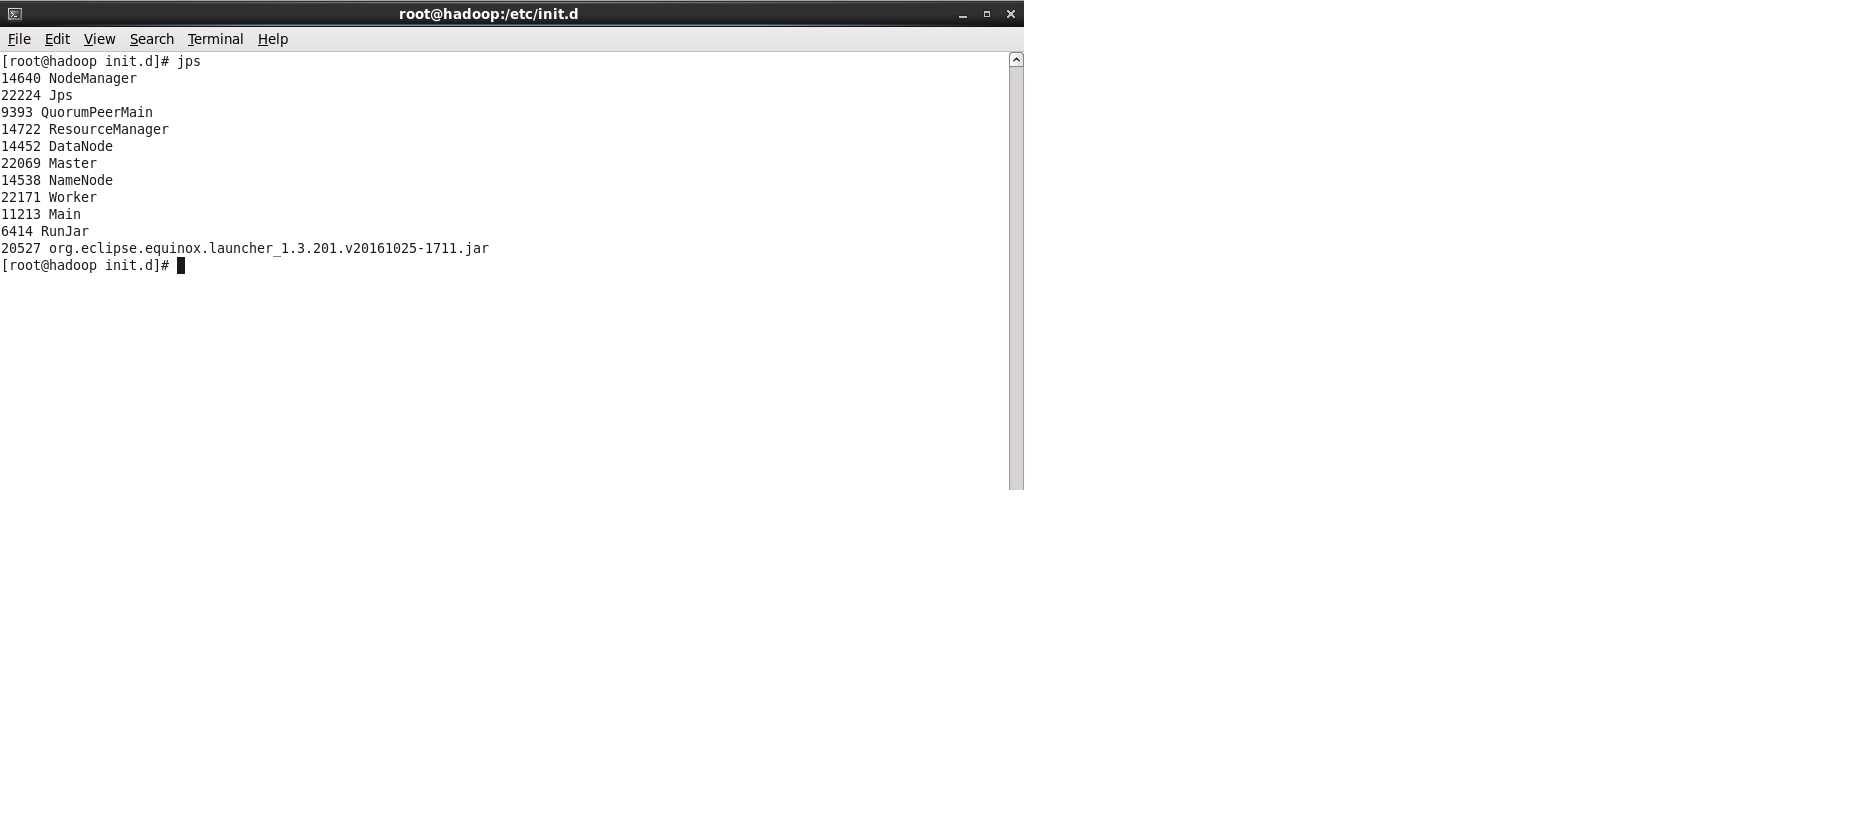 root@hadoop:/etc/init.d
File Edit View Search Terminal Help
[root@hadoop init.d]# jps
14640 NodeManager
22224 Jps
9393 QuorumPeerMain
14722 ResourceManager
14452 DataNode
22069 Master
14538 NameNode
22171 Worker
11213 Main
6414 RunJar
20527 org.eclipse.equinox.launcher_1.3.201.v20161025-1711.jar
[root@hadoop init.d]#